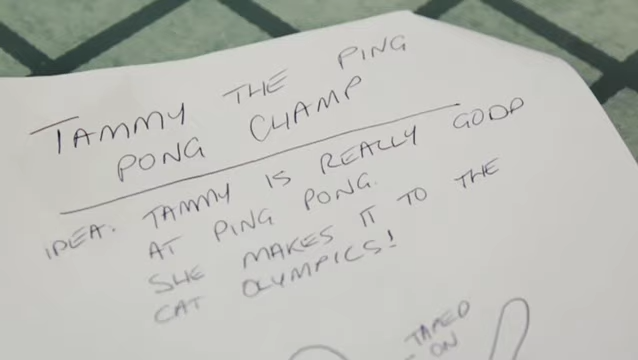 TAMMY THE PING
PONG CHAMP
IDEA. TAMMY IS REALLY GOOD
AT PING PONG.
SHE MAKES IT TO THE
CAT OLYMPICS!
TAPED
ON